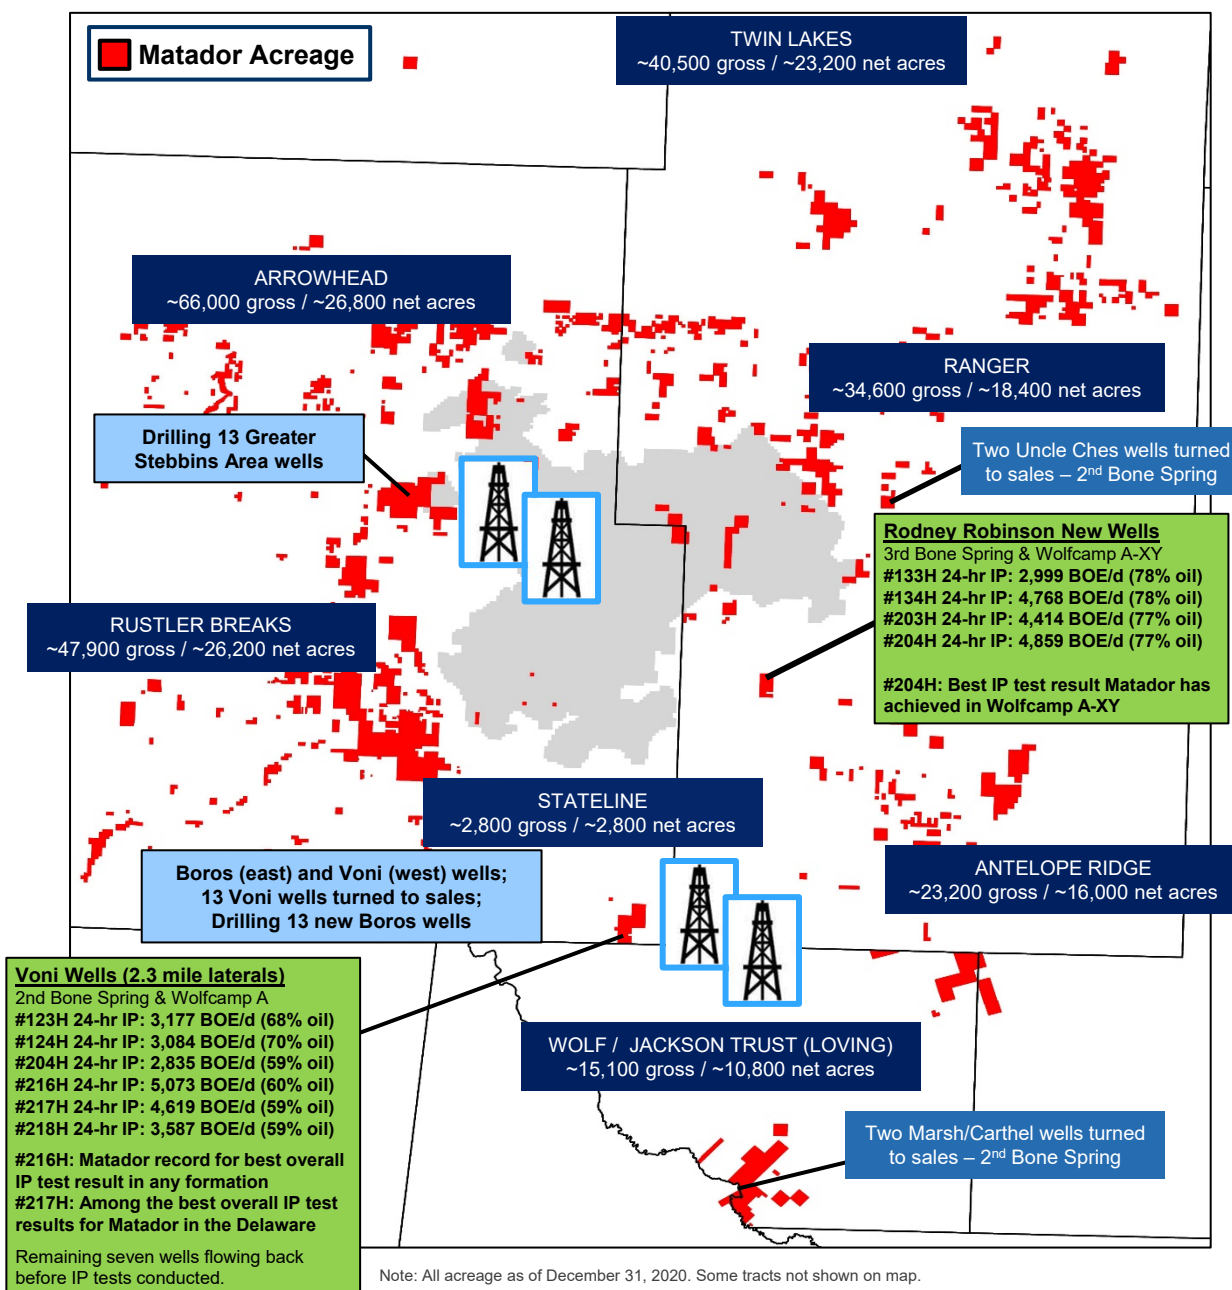 Matador Acreage
TWIN LAKES
~40,500 gross / ~23,200 net acres
ARROWHEAD
~66,000 gross / ~26,800 net acres
RANGER
~34,600 gross / ~18,400 net acres
Drilling 13 Greater
Stebbins Area wells
Two Uncle Ches wells turned
to sales – 2nd Bone Spring
Rodney Robinson New Wells
3rd Bone Spring & Wolfcamp A-XY
#133H 24-hr IP: 2,999 BOE/d (78% oil)
#134H 24-hr IP: 4,768 BOE/d (78% oil)
#203H 24-hr IP: 4,414 BOE/d (77% oil)
#204H 24-hr IP: 4,859 BOE/d (77% oil)
#204H: Best IP test result Matador has
achieved in Wolfcamp A-XY
RUSTLER BREAKS
~47,900 gross / ~26,200 net acres
STATELINE
~2,800 gross / ~2,800 net acres
Boros (east) and Voni (west) wells;
13 Voni wells turned to sales;
Drilling 13 new Boros wells
ANTELOPE RIDGE
~23,200 gross / ~16,000 net acres
Voni Wells (2.3 mile laterals)
2nd Bone Spring & Wolfcamp A
#123H 24-hr IP: 3,177 BOE/d (68% oil)
#124H 24-hr IP: 3,084 BOE/d (70% oil)
#204H 24-hr IP: 2,835 BOE/d (59% oil)
#216H 24-hr IP: 5,073 BOE/d (60% oil)
#217H 24-hr IP: 4,619 BOE/d (59% oil)
#218H 24-hr IP: 3,587 BOE/d (59% oil)
#216H: Matador record for best overall
IP test result in any formation
#217H: Among the best overall IP test
results for Matador in the Delaware
Remaining seven wells flowing back
before IP tests conducted.
WOLF / JACKSON TRUST (LOVING)
~15,100 gross / ~10,800 net acres
Two Marsh/Carthel wells turned
to sales – 2nd Bone Spring
Note: All acreage as of December 31, 2020. Some tracts not shown on map.